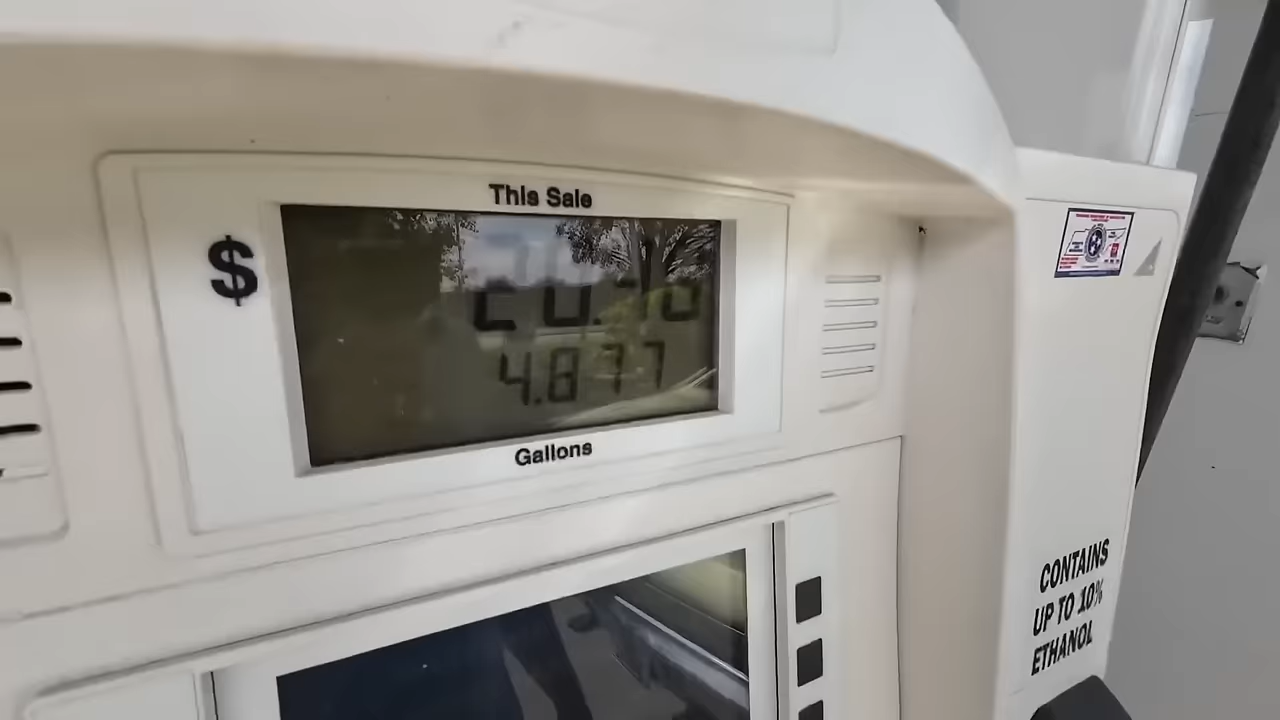 This Sale
$
4.877
Gallons
CONTAINS
UP TO 10%
ETHANOL